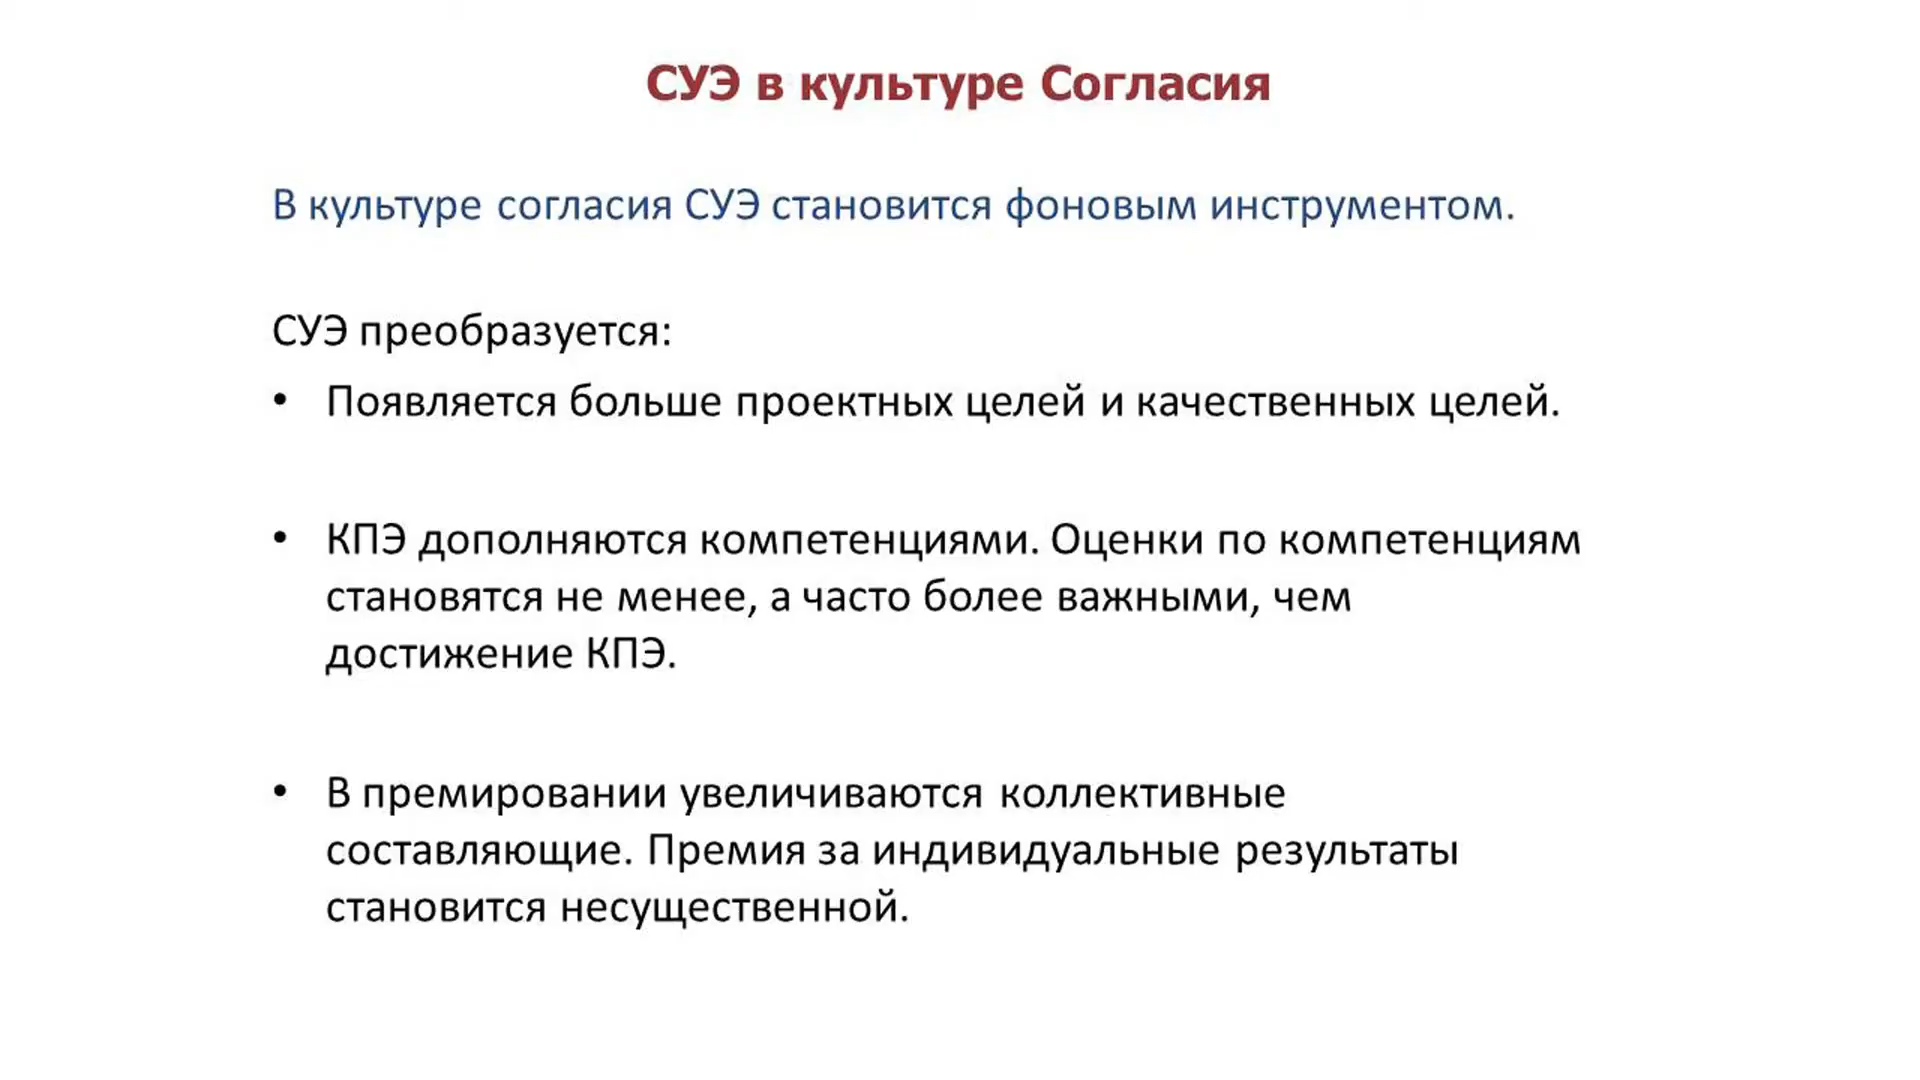 СУЭ в культуре Согласия
В культуре согласия СУЭ становится фоновым инструментом.
СУЭ преобразуется:
• Появляется больше проектных целей и качественных целей.
• КПЭ дополняются компетенциями. Оценки по компетенциям
становятся не менее, а часто более важными, чем
достижение КПЭ.
• В премировании увеличиваются коллективные
составляющие. Премия за индивидуальные результаты
становится несущественной.